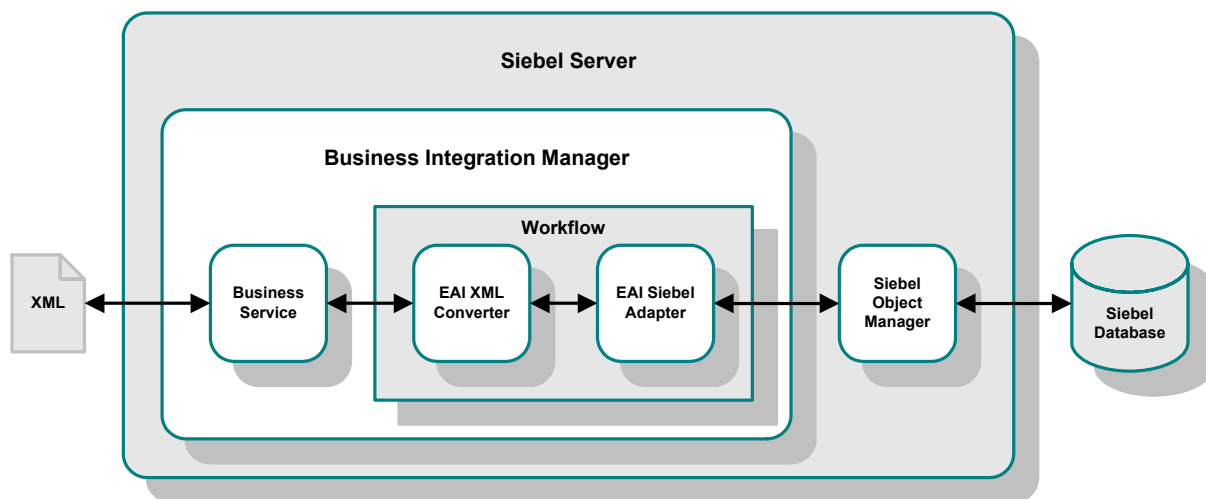 Siebel Server
Business Integration Manager
Workflow
XML
Business
Service
EAI XML
Converter
EAI Siebel
Adapter
Siebel
Object
Manager
Siebel
Database